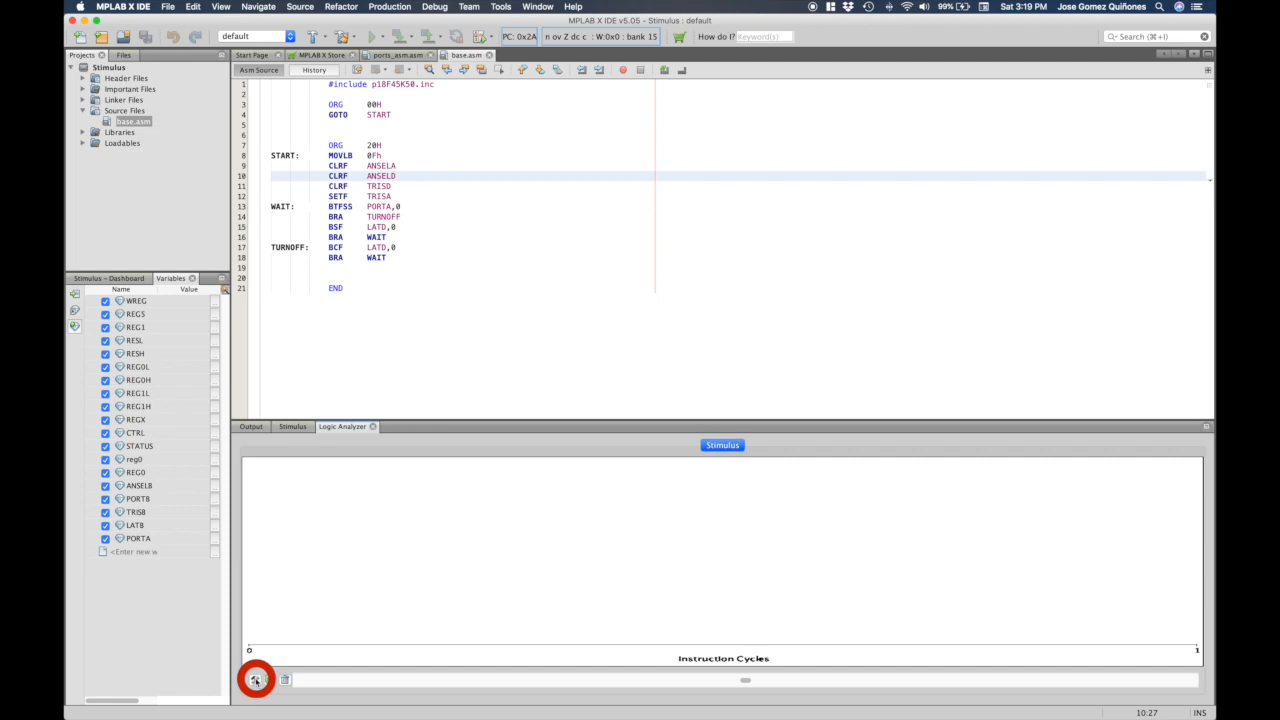 MPLAB X IDE File Edit View Navigate Source Refactor Production Debug Team Tools Window Help 99% Sat 3:19 PM Jose Gomez Quiñones
MPLAB X IDE v5.05 - Stimulus : default
default PC: 0x2A n ov Z dc c : W:0x0 : bank 15 How do I? Keyword(s) Search (⌘+I)
Projects Files Start Page MPLAB X Store ports_asm.asm base.asm
Stimulus
Header Files
Important Files
Linker Files
Source Files
base.asm
Libraries
Loadables
Asm Source History
1 #include p18F45K50.inc
2
3 ORG 00H
4 GOTO START
5
6
7 ORG 20H
8 START: MOVLB 0Fh
9 CLRF ANSELA
10 CLRF ANSELD
11 CLRF TRISD
12 SETF TRISA
13 WAIT: BTFSS PORTA,0
14 BRA TURNOFF
15 BSF LATD,0
16 BRA WAIT
17 TURNOFF: BCF LATD,0
18 BRA WAIT
19
20
21 END
Stimulus - Dashboard Variables
Name Value
WREG
REGS
REG1
RESL
RESH
REG0L
REG0H
REG1L
REG1H
REGX
CTRL
STATUS
reg0
REG0
ANSELB
PORTB
TRISB
LATB
PORTA
<Enter new w
Output Stimulus Logic Analyzer
Stimulus
0 1
Instruction Cycles
10:27 INS